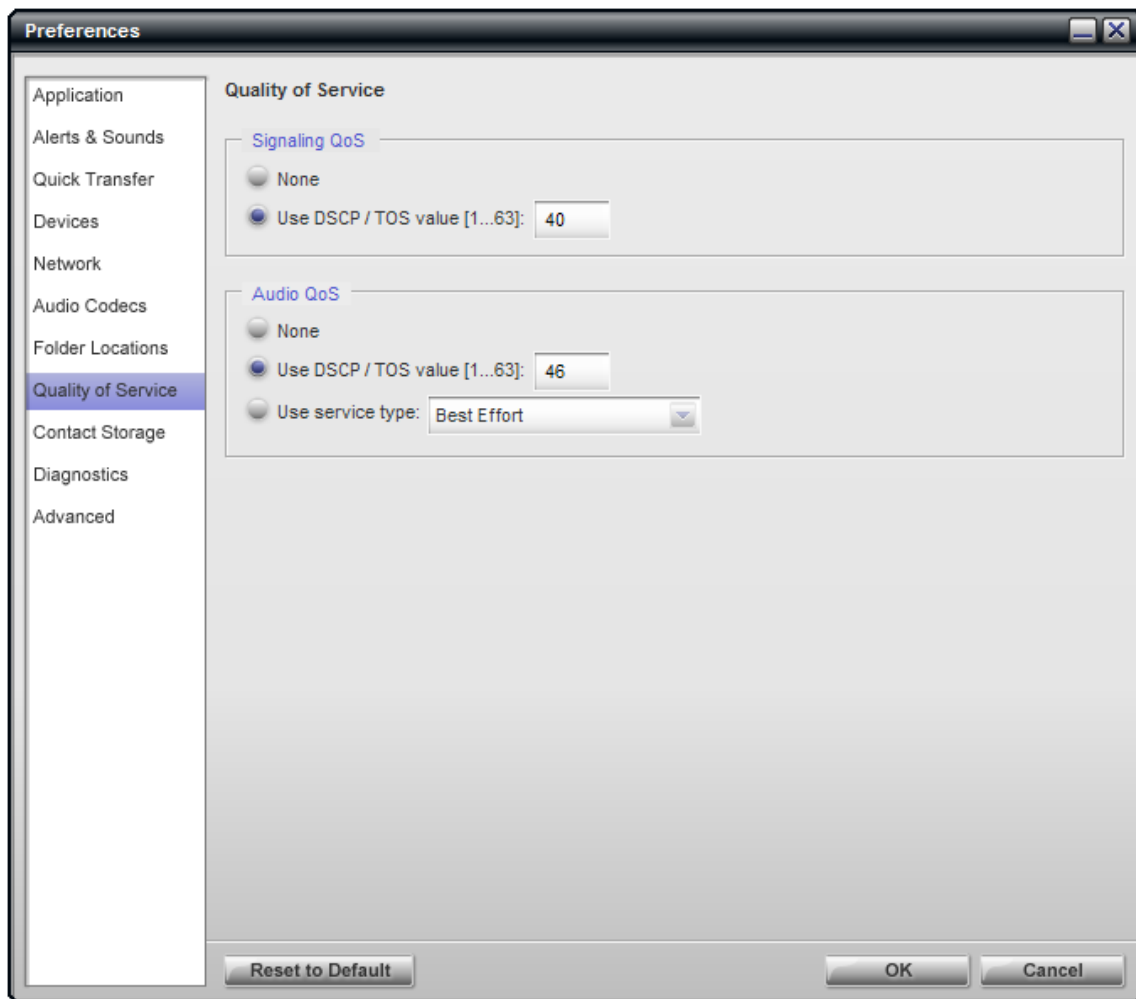 Preferences
Application
Alerts & Sounds
Quick Transfer
Devices
Network
Audio Codecs
Folder Locations
Quality of Service
Contact Storage
Diagnostics
Advanced
Quality of Service
Signaling QoS
None
Use DSCP / TOS value [1...63]: 40
Audio QoS
None
Use DSCP / TOS value [1...63]: 46
Use service type: Best Effort
Reset to Default OK Cancel